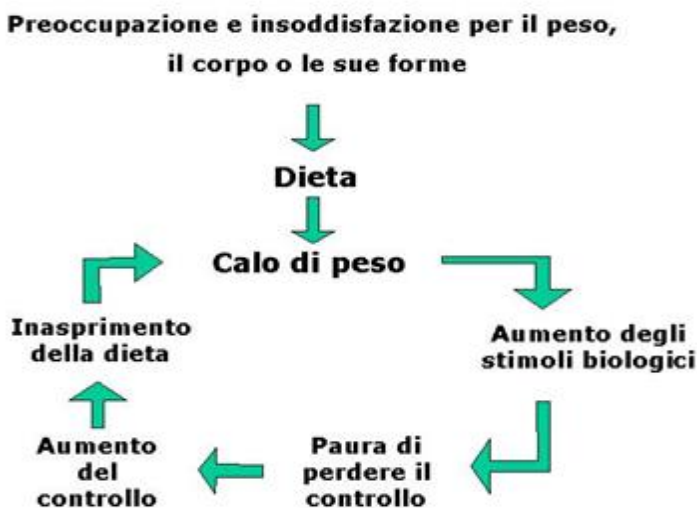 Preoccupazione e insoddisfazione per il peso,
il corpo o le sue forme
Dieta
Calo di peso
Aumento degli
stimoli biologici
Paura di
perdere il
controllo
Aumento
del
controllo
Inasprimento
della dieta